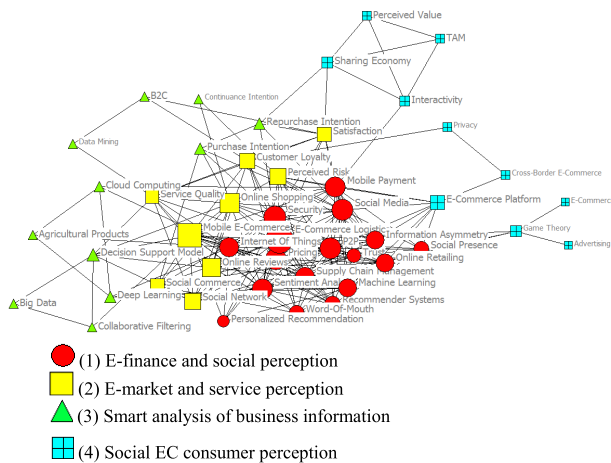 Perceived Value
TAM
Sharing Economy
Interactivity
B2C
Continuance Intention
Repurchase Intention
Satisfaction
Privacy
Data Mining
Purchase Intention
Customer Loyalty
Perceived Risk
Cross-Border E-Commerce
Cloud Computing
Service Quality
Online Shopping
Mobile Payment
E-Commerce Platform
E-Commerc
Security
Social Media
Agricultural Products
Mobile E-Commerce
E-Commerce Logistic
Information Asymmetry
Game Theory
Advertising
Decision Support Model
Internet Of Things
P2P
Social Presence
Pricing
Trust
Online Reviews
Online Retailing
Supply Chain Management
Social Commerce
Sentiment Anal
Machine Learning
Big Data
Deep Learnings
Social Network
Recommender Systems
Word-Of-Mouth
Collaborative Filtering
Personalized Recommendation
(1) E-finance and social perception
(2) E-market and service perception
(3) Smart analysis of business information
(4) Social EC consumer perception